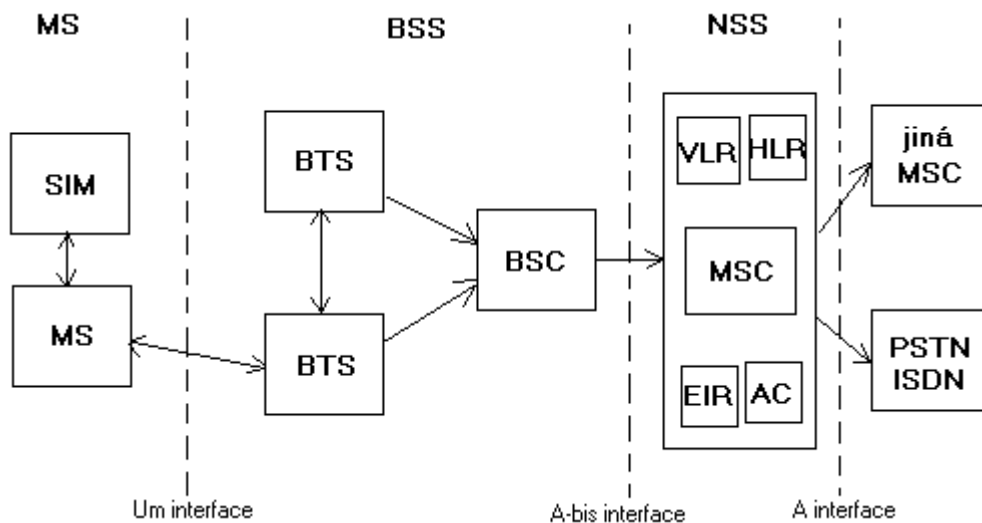 MS
BSS
NSS
SIM
MS
BTS
BTS
BSC
VLR
HLR
MSC
EIR
AC
jiná
MSC
PSTN
ISDN
Um interface
A-bis interface
A interface